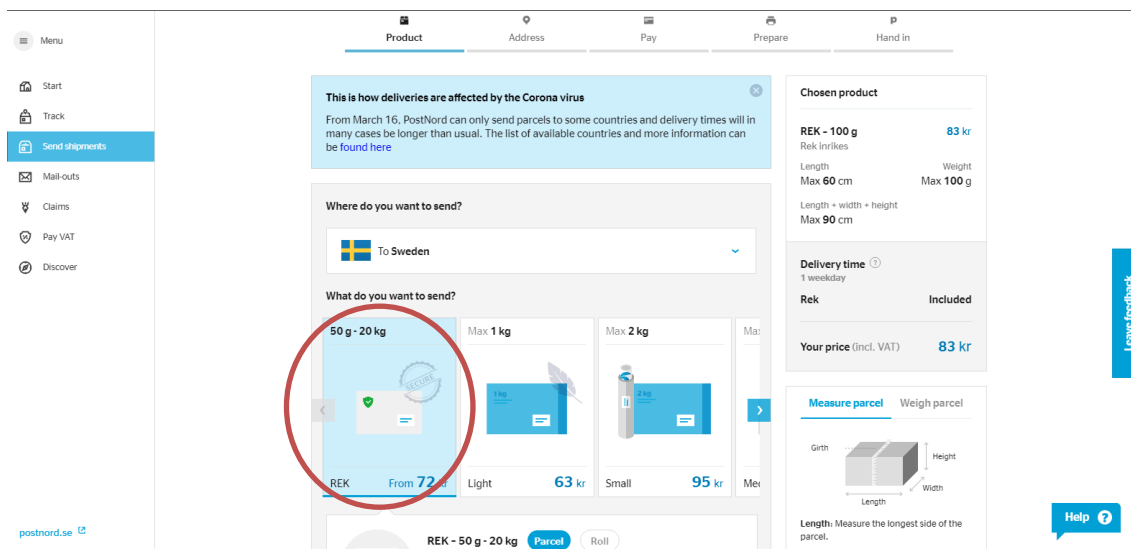 Product
Address
Pay
Prepare
Hand in
Menu
Start
Track
Send shipments
Mail-outs
Claims
Pay VAT
Discover
postnord.se
This is how deliveries are affected by the Corona virus
From March 16, PostNord can only send parcels to some countries and delivery times will in
many cases be longer than usual. The list of available countries and more information can
be found here
Where do you want to send?
To Sweden
What do you want to send?
50 g - 20 kg
SECURE
REK From 72 kr
Max 1 kg
1 kg
Light 63 kr
Max 2 kg
2 kg
Small 95 kr
REK - 50 g - 20 kg Parcel Roll
Chosen product
REK - 100 g 83 kr
Rek inrikes
Length Weight
Max 60 cm Max 100 g
Length + width + height
Max 90 cm
Delivery time ?
1 weekday
Rek Included
Your price (incl. VAT) 83 kr
Measure parcel Weigh parcel
Girth
Height
Width
Length
Length: Measure the longest side of the
parcel.
Leave feedback
Help ?